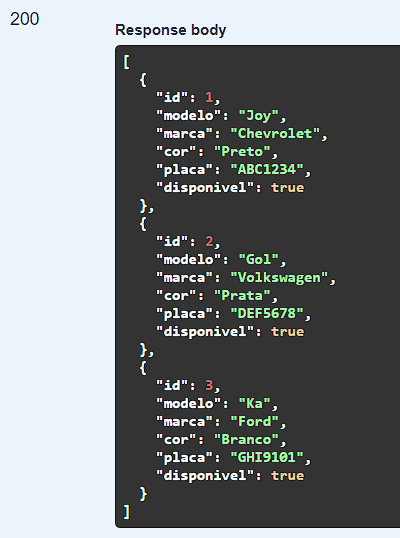 200
Response body
[
  {
    "id": 1,
    "modelo": "Joy",
    "marca": "Chevrolet",
    "cor": "Preto",
    "placa": "ABC1234",
    "disponivel": true
  },
  {
    "id": 2,
    "modelo": "Gol",
    "marca": "Volkswagen",
    "cor": "Prata",
    "placa": "DEF5678",
    "disponivel": true
  },
  {
    "id": 3,
    "modelo": "Ka",
    "marca": "Ford",
    "cor": "Branco",
    "placa": "GHI9101",
    "disponivel": true
  }
]